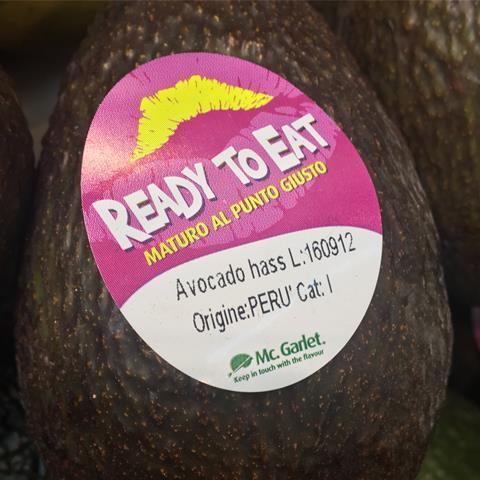 READY TO EAT
MATURO AL PUNTO GIUSTO
Avocado hass L:160912
Origine:PERU' Cat: I
Mc. Garlet®
Keep in touch with the flavour